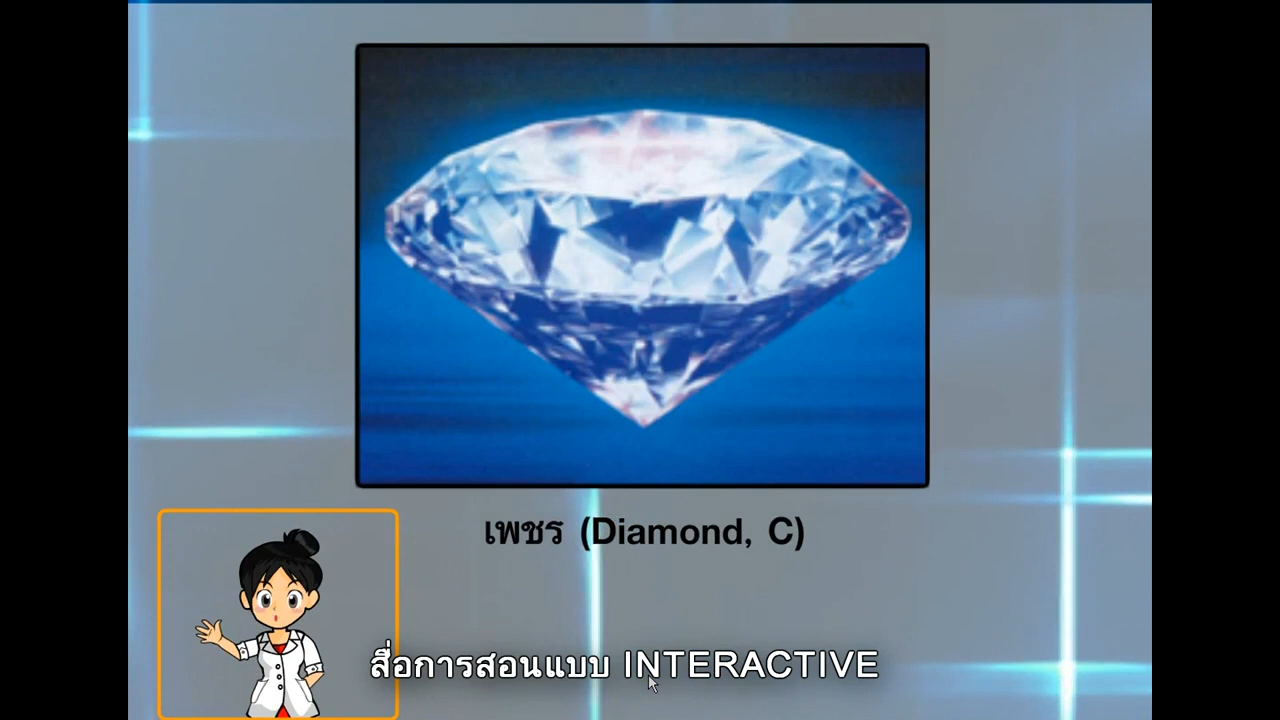 เพชร (Diamond, C)
สื่อการสอนแบบ INTERACTIVE